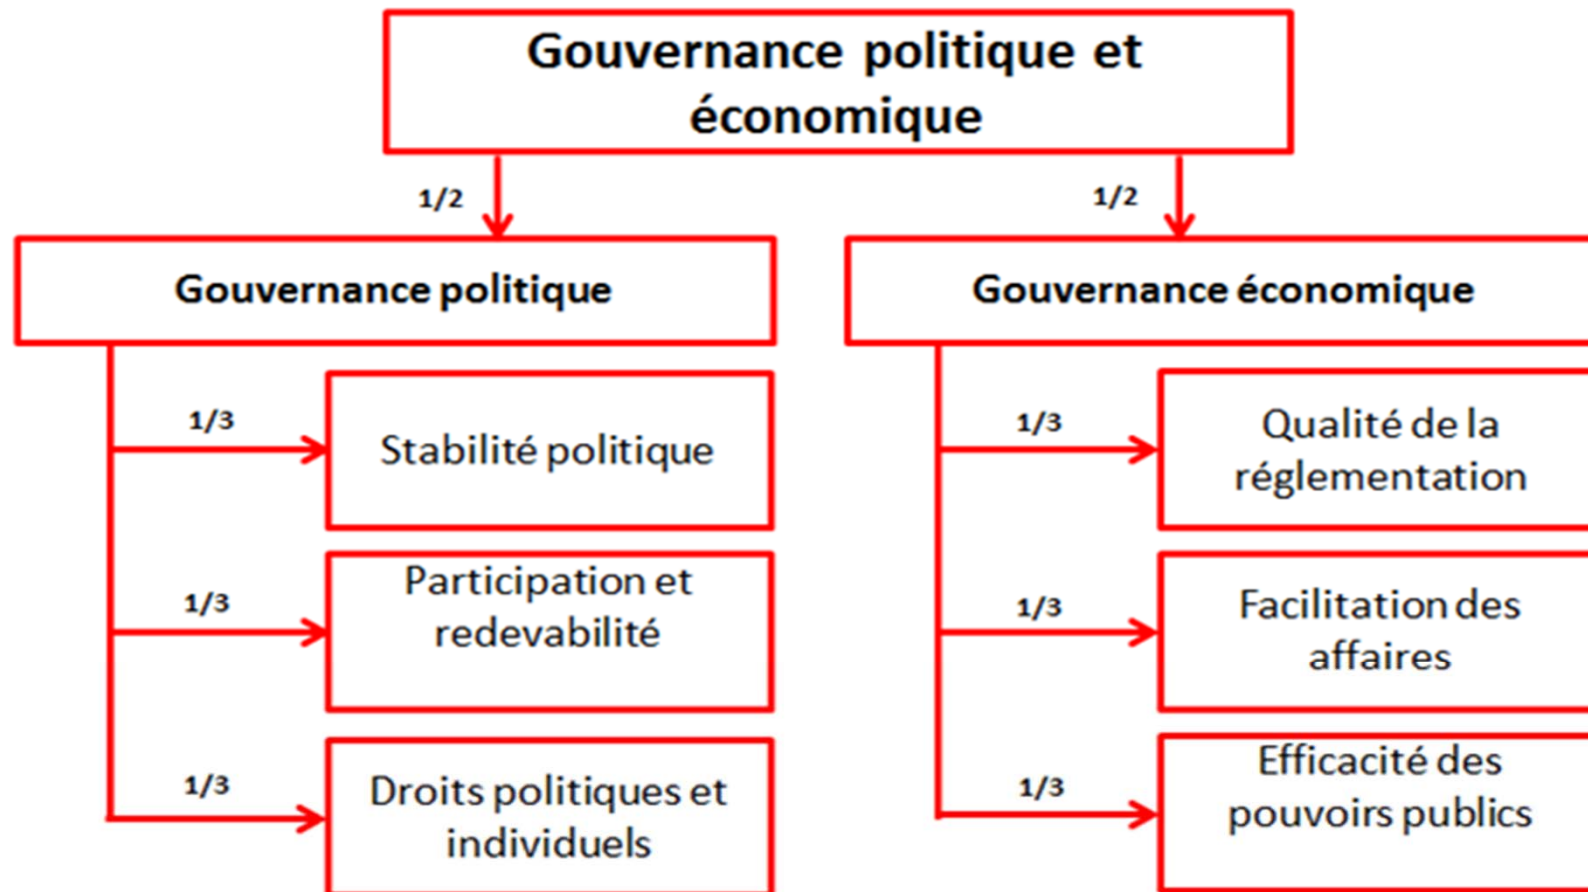 Gouvernance politique et
économique
1/2
1/2
Gouvernance politique
Gouvernance économique
1/3
Stabilité politique
1/3
Participation et
redevabilité
1/3
Droits politiques et
individuels
1/3
Qualité de la
réglementation
1/3
Facilitation des
affaires
1/3
Efficacité des
pouvoirs publics